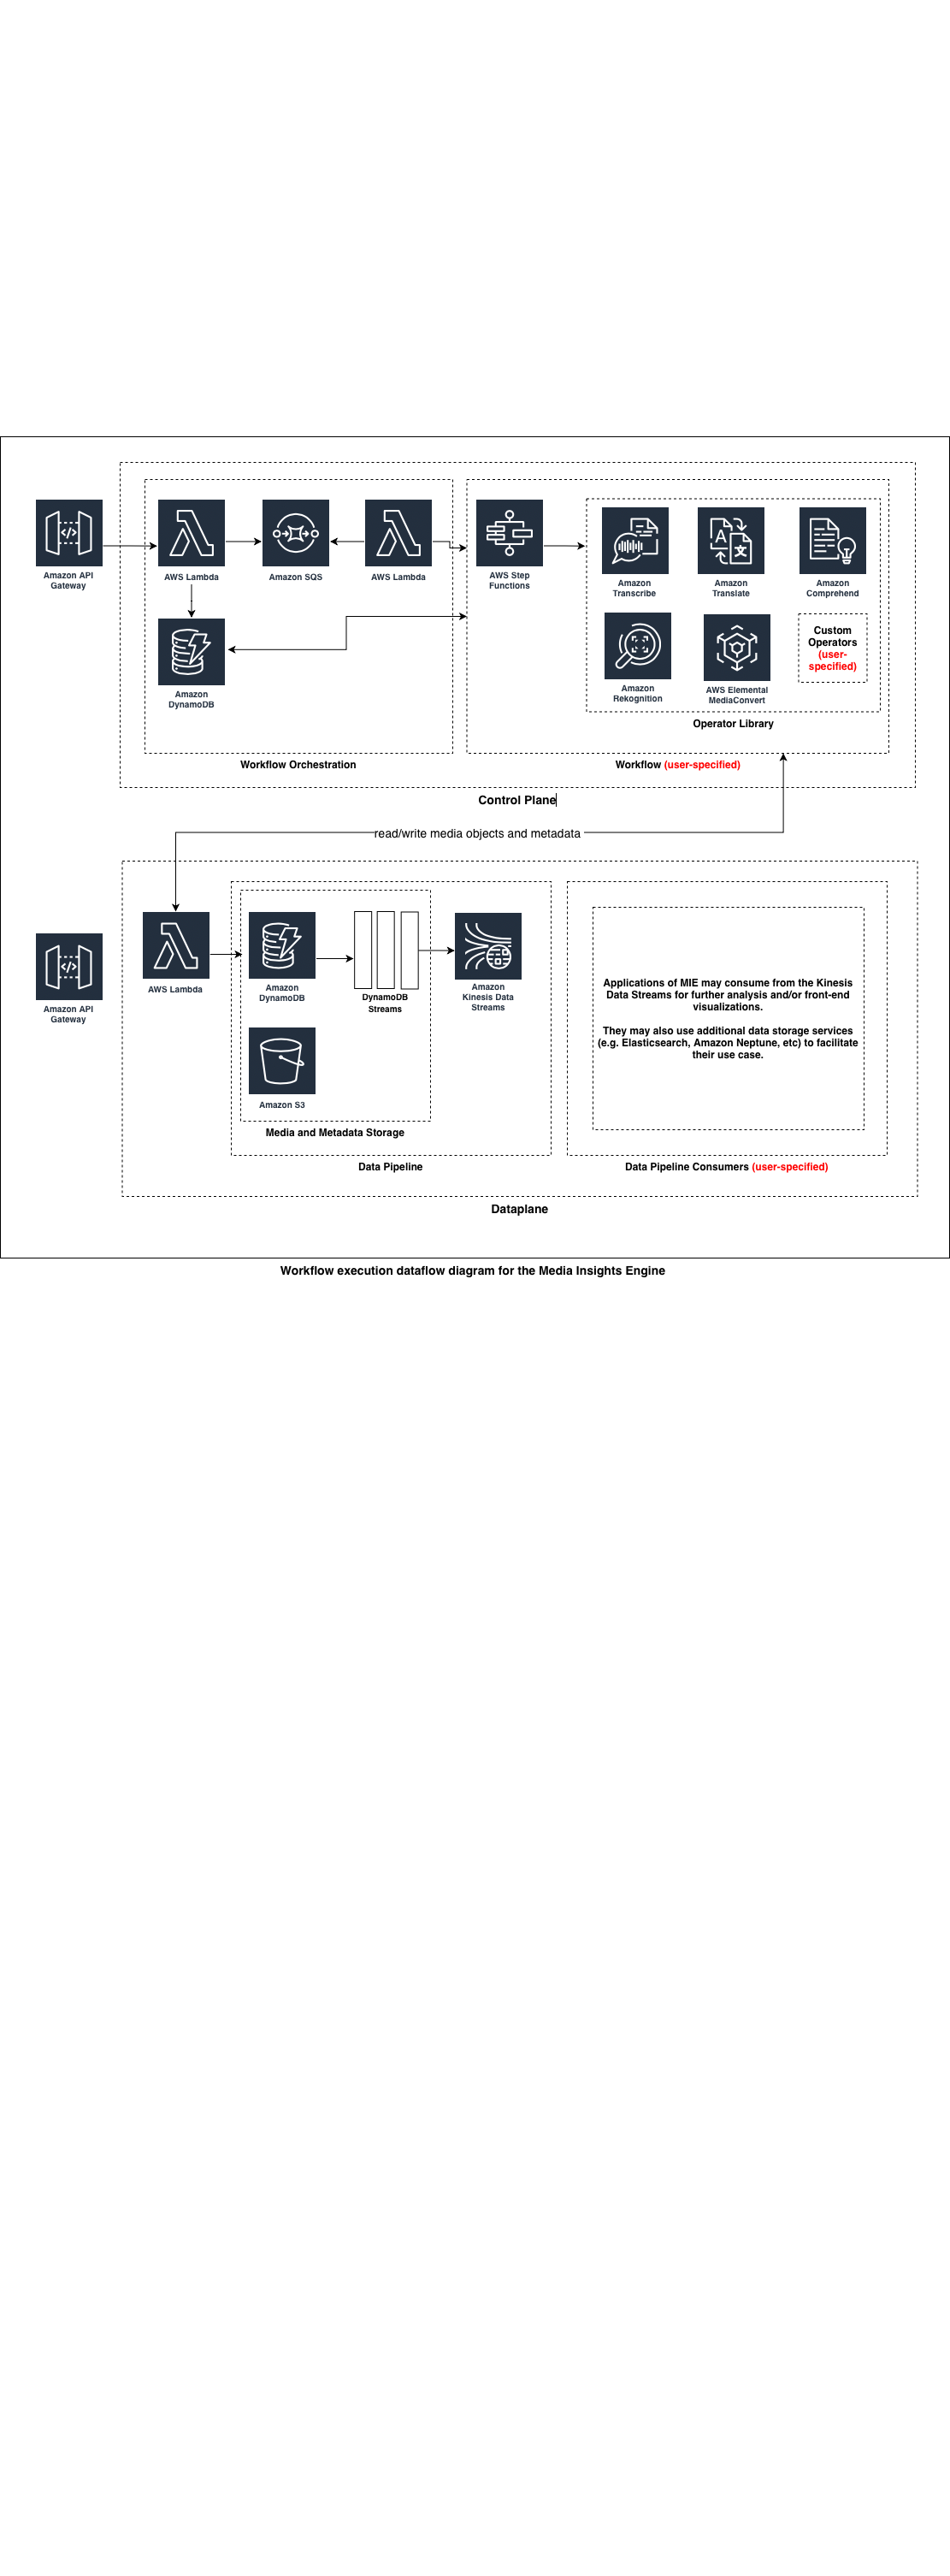 Amazon API
Gateway
AWS Lambda
Amazon SQS
AWS Lambda
AWS Step
Functions
Amazon
Transcribe
Amazon
Translate
Amazon
Comprehend
Amazon
DynamoDB
Amazon
Rekognition
AWS Elemental
MediaConvert
Custom
Operators
(user-
specified)
Operator Library
Workflow Orchestration
Workflow (user-specified)
Control Plane
read/write media objects and metadata
Amazon API
Gateway
AWS Lambda
Amazon
DynamoDB
DynamoDB
Streams
Amazon
Kinesis Data
Streams
Amazon S3
Media and Metadata Storage
Data Pipeline
Applications of MIE may consume from the Kinesis
Data Streams for further analysis and/or front-end
visualizations.
They may also use additional data storage services
(e.g. Elasticsearch, Amazon Neptune, etc) to facilitate
their use case.
Data Pipeline Consumers (user-specified)
Dataplane
Workflow execution dataflow diagram for the Media Insights Engine